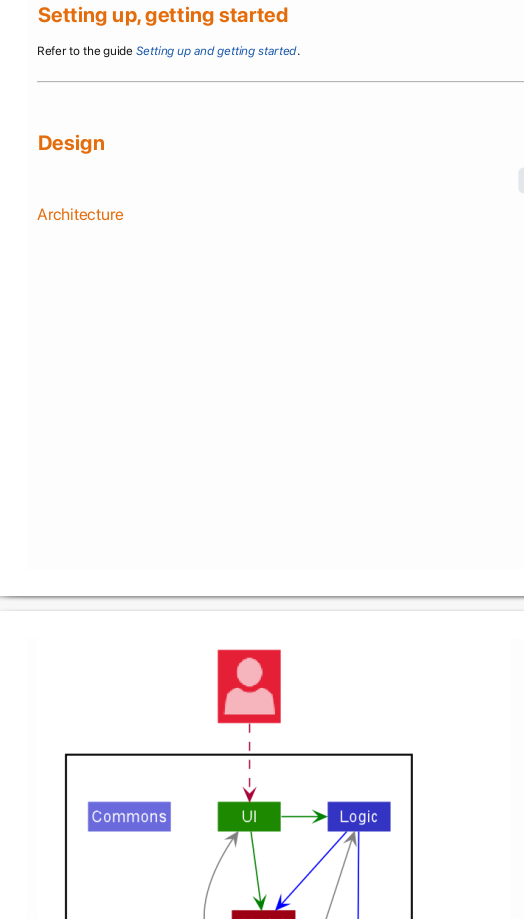 Setting up, getting started
Refer to the guide Setting up and getting started.
Design
Architecture
Commons
UI
Logic